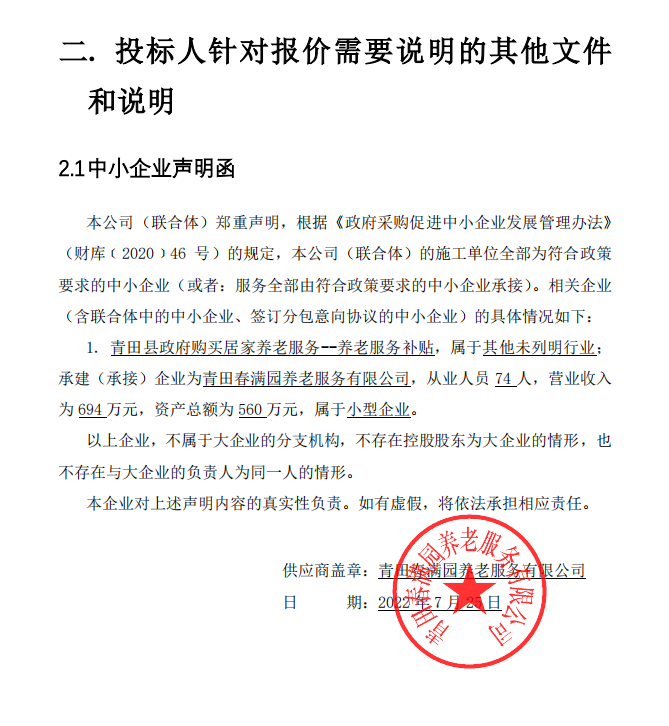 二. 投标人针对报价需要说明的其他文件
和说明
2.1中小企业声明函
本公司（联合体）郑重声明，根据《政府采购促进中小企业发展管理办法》
（财库﹝2020﹞46 号）的规定，本公司（联合体）的施工单位全部为符合政策
要求的中小企业（或者：服务全部由符合政策要求的中小企业承接）。相关企业
（含联合体中的中小企业、签订分包意向协议的中小企业）的具体情况如下：
1. 青田县政府购买居家养老服务--养老服务补贴，属于其他未列明行业；
承建（承接）企业为青田春满园养老服务有限公司，从业人员 74 人，营业收入
为 694 万元，资产总额为 560 万元，属于小型企业。
以上企业，不属于大企业的分支机构，不存在控股股东为大企业的情形，也
不存在与大企业的负责人为同一人的情形。
本企业对上述声明内容的真实性负责。如有虚假，将依法承担相应责任。
供应商盖章：青田春满园养老服务有限公司
日 期：2022 年 7 月 25 日
青田春满园养老服务有限公司